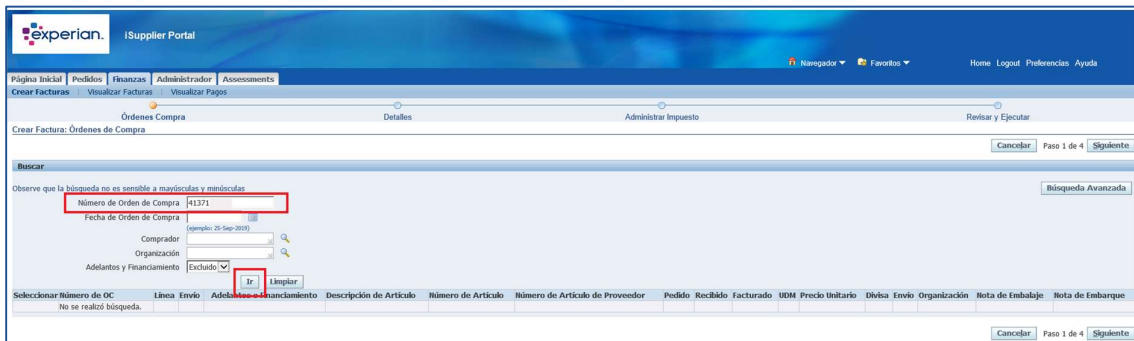 experian. iSupplier Portal
Navegador Favoritos Home Logout Preferencias Ayuda
Página Inicial Pedidos Finanzas Administrador Assessments
Crear Facturas | Visualizar Facturas | Visualizar Pagos
Órdenes Compra Detalles Administrar Impuesto Revisar y Ejecutar
Crear Factura: Órdenes de Compra
Cancelar Paso 1 de 4 Siguiente
Buscar
Observe que la búsqueda no es sensible a mayúsculas y minúsculas Búsqueda Avanzada
Número de Orden de Compra 41371
Fecha de Orden de Compra
(ejemplo: 25-Sep-2019)
Comprador
Organización
Adelantos y Financiamiento Excluido
Ir Limpiar
Seleccionar Número de OC Línea Envío Adelantos o Financiamiento Descripción de Artículo Número de Artículo Número de Artículo de Proveedor Pedido Recibido Facturado UDM Precio Unitario Divisa Envío Organización Nota de Embalaje Nota de Embarque
No se realizó búsqueda.
Cancelar Paso 1 de 4 Siguiente